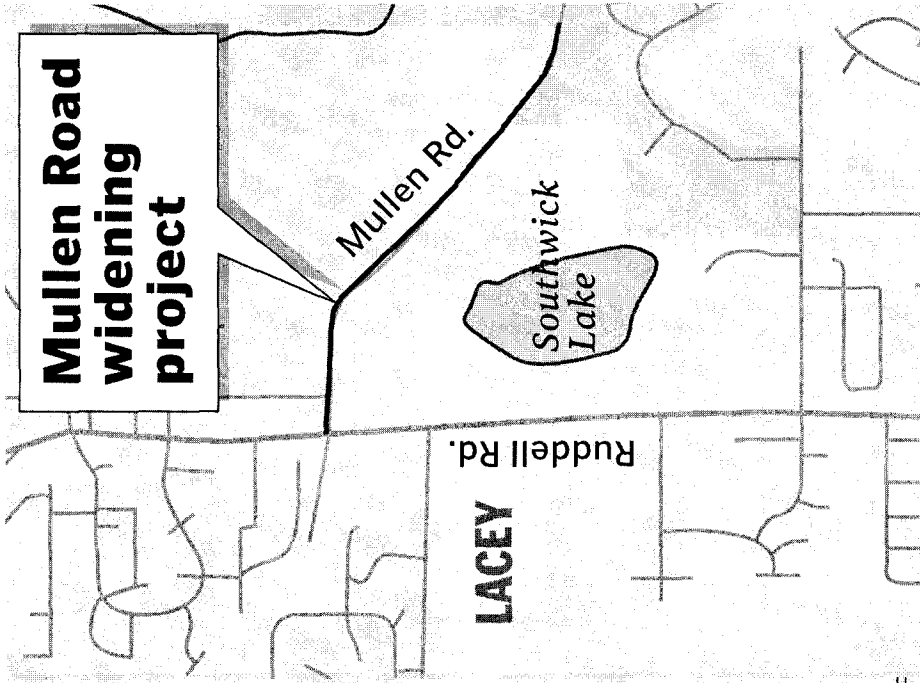 Mullen Road
widening
project
Mullen Rd.
Southwick
Lake
Ruddell Rd.
LACEY